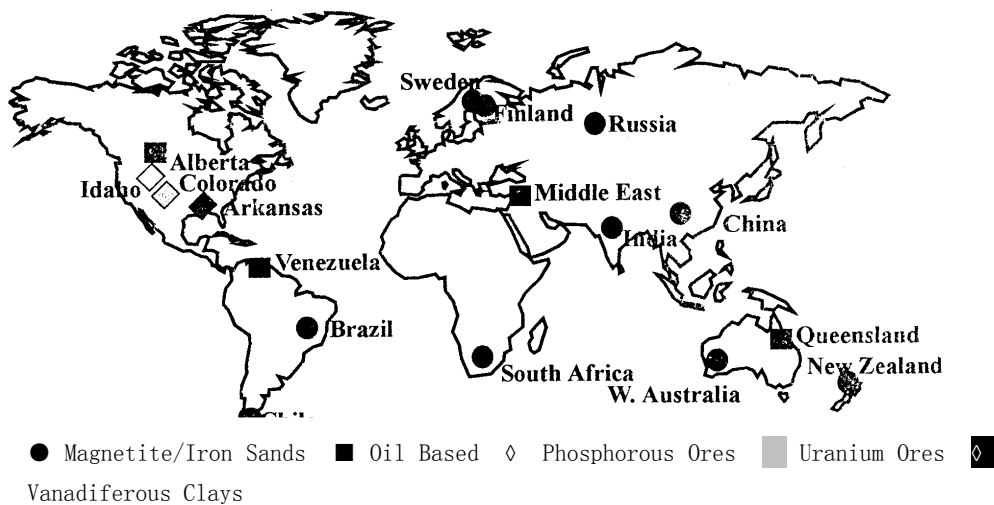 Sweden
Finland
Russia
Alberta
Idaho
Colorado
Arkansas
Middle East
China
India
Venezuela
Brazil
Queensland
New Zealand
South Africa
W. Australia
Magnetite/Iron Sands Oil Based Phosphorous Ores Uranium Ores
Vanadiferous Clays